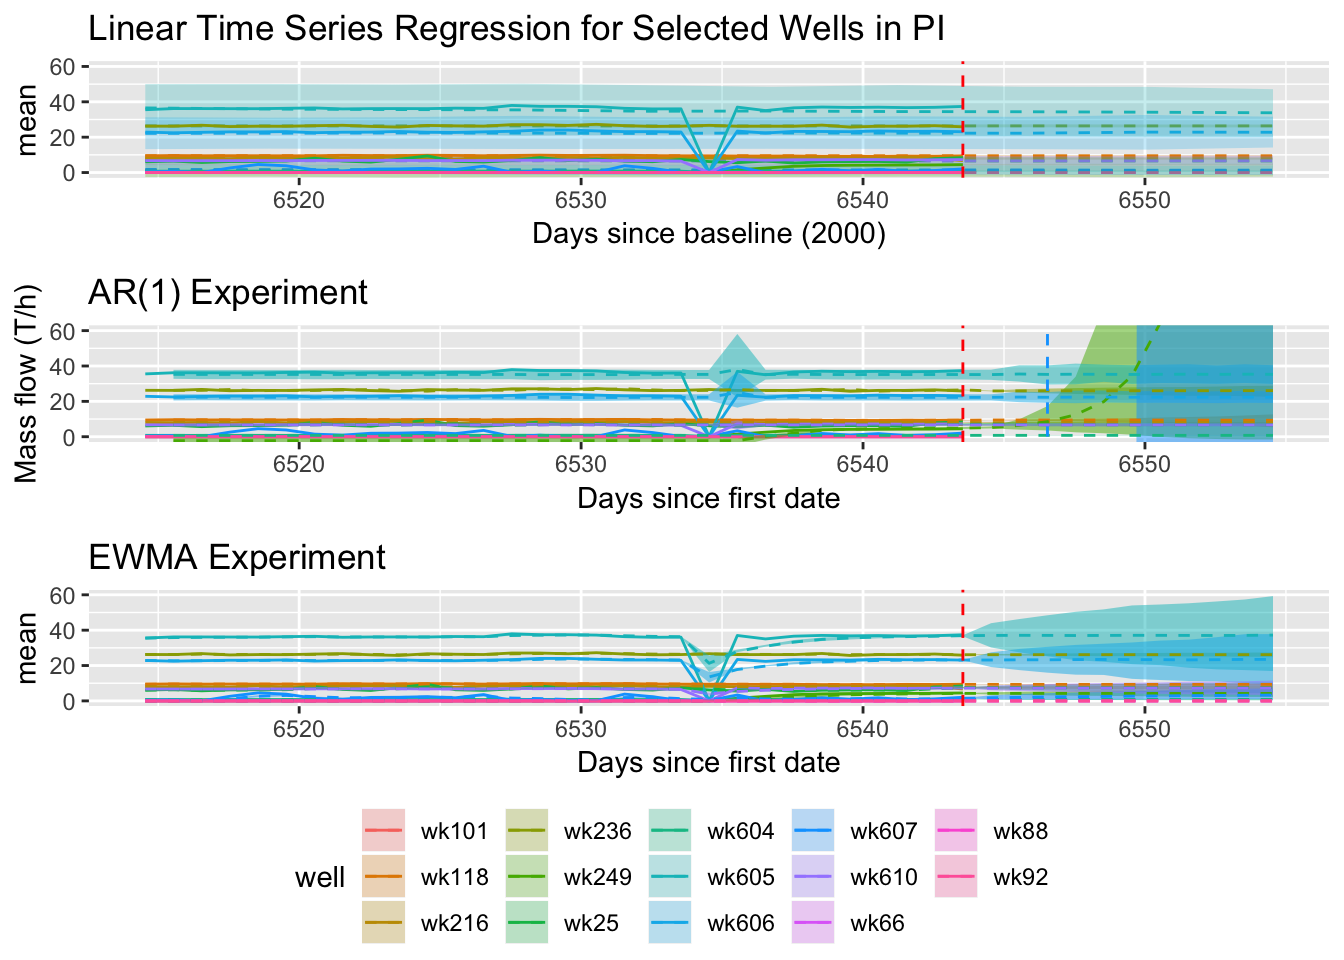 Linear Time Series Regression for Selected Wells in PI
60
40
20
0
mean
6520 6530 6540 6550
Days since baseline (2000)
AR(1) Experiment
60
40
20
0
Mass flow (T/h)
6520 6530 6540 6550
Days since first date
EWMA Experiment
60
40
20
0
mean
6520 6530 6540 6550
Days since first date
well
wk101 wk236 wk604 wk607 wk88
wk118 wk249 wk605 wk610 wk92
wk216 wk25 wk606 wk66